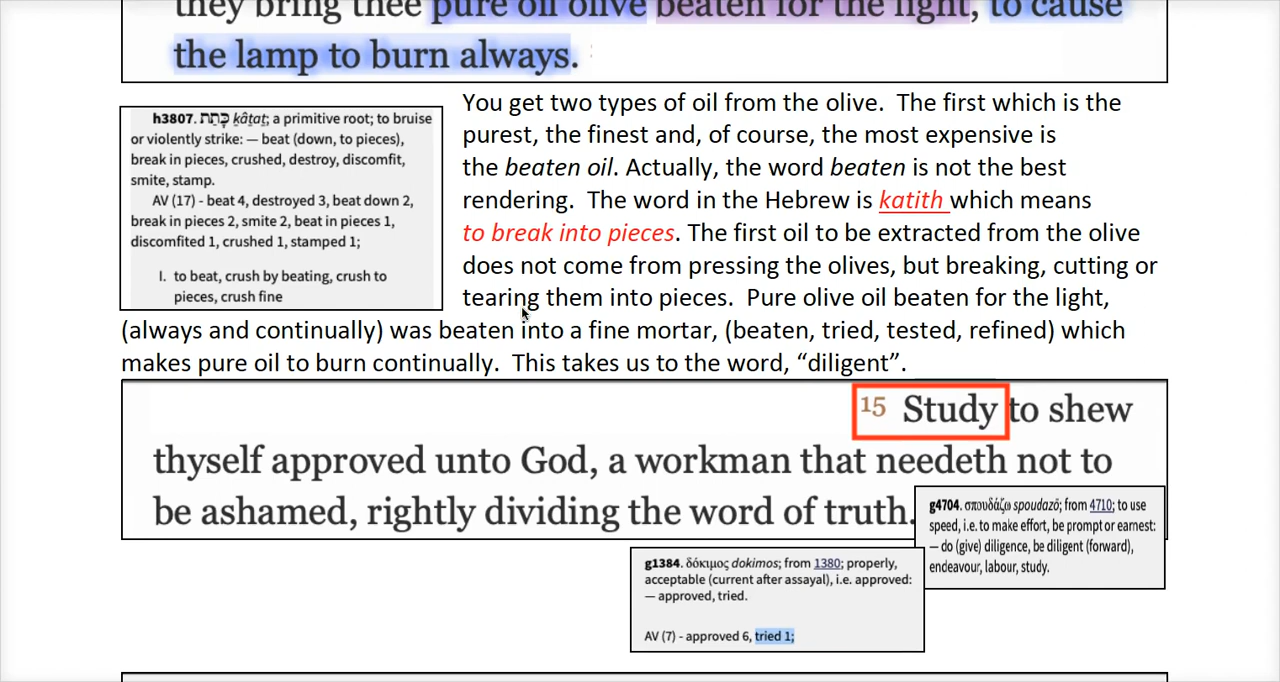 they bring thee pure oil olive beaten for the light, to cause
the lamp to burn always.
h3807. כָּתַת kâṯaṯ; a primitive root; to bruise
or violently strike: — beat (down, to pieces),
break in pieces, crushed, destroy, discomfit,
smite, stamp.
AV (17) - beat 4, destroyed 3, beat down 2,
break in pieces 2, smite 2, beat in pieces 1,
discomfited 1, crushed 1, stamped 1;
I. to beat, crush by beating, crush to
pieces, crush fine
You get two types of oil from the olive. The first which is the
purest, the finest and, of course, the most expensive is
the beaten oil. Actually, the word beaten is not the best
rendering. The word in the Hebrew is katith which means
to break into pieces. The first oil to be extracted from the olive
does not come from pressing the olives, but breaking, cutting or
tearing them into pieces. Pure olive oil beaten for the light,
(always and continually) was beaten into a fine mortar, (beaten, tried, tested, refined) which
makes pure oil to burn continually. This takes us to the word, “diligent”.
15 Study to shew
thyself approved unto God, a workman that needeth not to
be ashamed, rightly dividing the word of truth.
g4704. σπουδάζω spoudazō; from 4710; to use
speed, i.e. to make effort, be prompt or earnest:
— do (give) diligence, be diligent (forward),
endeavour, labour, study.
g1384. δόκιμος dokimos; from 1380; properly,
acceptable (current after assayal), i.e. approved:
— approved, tried.
AV (7) - approved 6, tried 1;